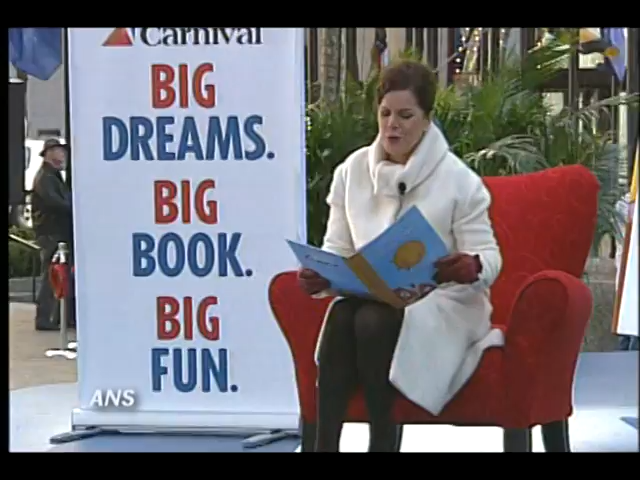 Carnival
BIG
DREAMS.
BIG
BOOK.
BIG
FUN.
ANS